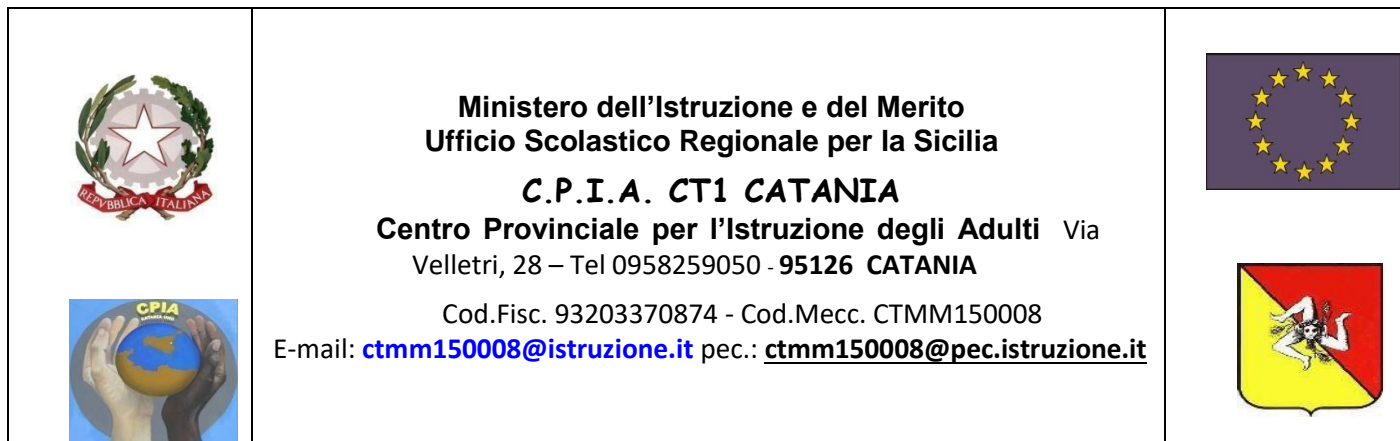 REPVBBLICA ITALIANA
CPIA
Ministero dell’Istruzione e del Merito
Ufficio Scolastico Regionale per la Sicilia
C.P.I.A. CT1 CATANIA
Centro Provinciale per l’Istruzione degli Adulti Via
Velletri, 28 – Tel 0958259050 - 95126 CATANIA
Cod.Fisc. 93203370874 - Cod.Mecc. CTMM150008
E-mail: ctmm150008@istruzione.it pec.: ctmm150008@pec.istruzione.it